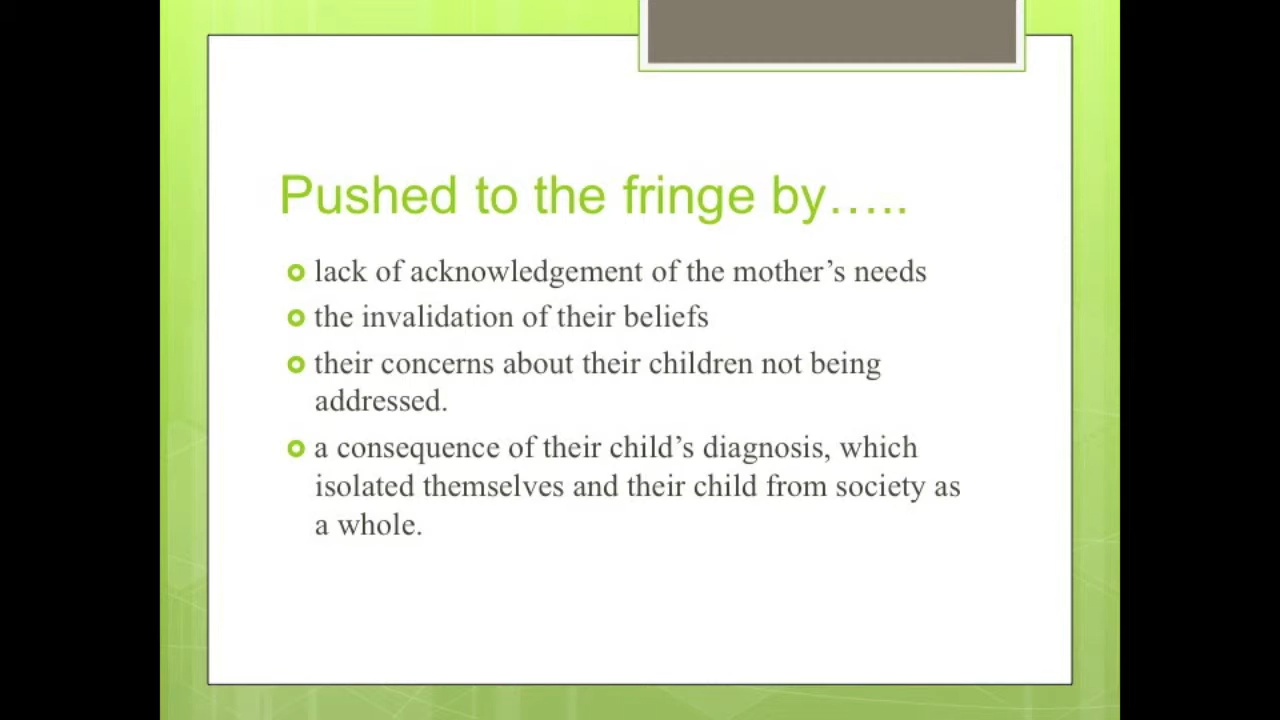 Pushed to the fringe by…..
lack of acknowledgement of the mother’s needs
the invalidation of their beliefs
their concerns about their children not being
addressed.
a consequence of their child’s diagnosis, which
isolated themselves and their child from society as
a whole.